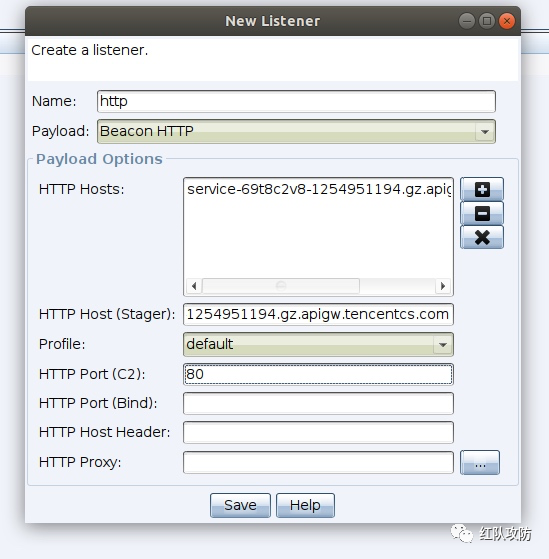 New Listener
Create a listener.
Name: http
Payload: Beacon HTTP
Payload Options
HTTP Hosts: service-69t8c2v8-1254951194.gz.apig
HTTP Host (Stager): 1254951194.gz.apigw.tencentcs.com
Profile: default
HTTP Port (C2): 80
HTTP Port (Bind):
HTTP Host Header:
HTTP Proxy: ...
Save Help
红队攻防